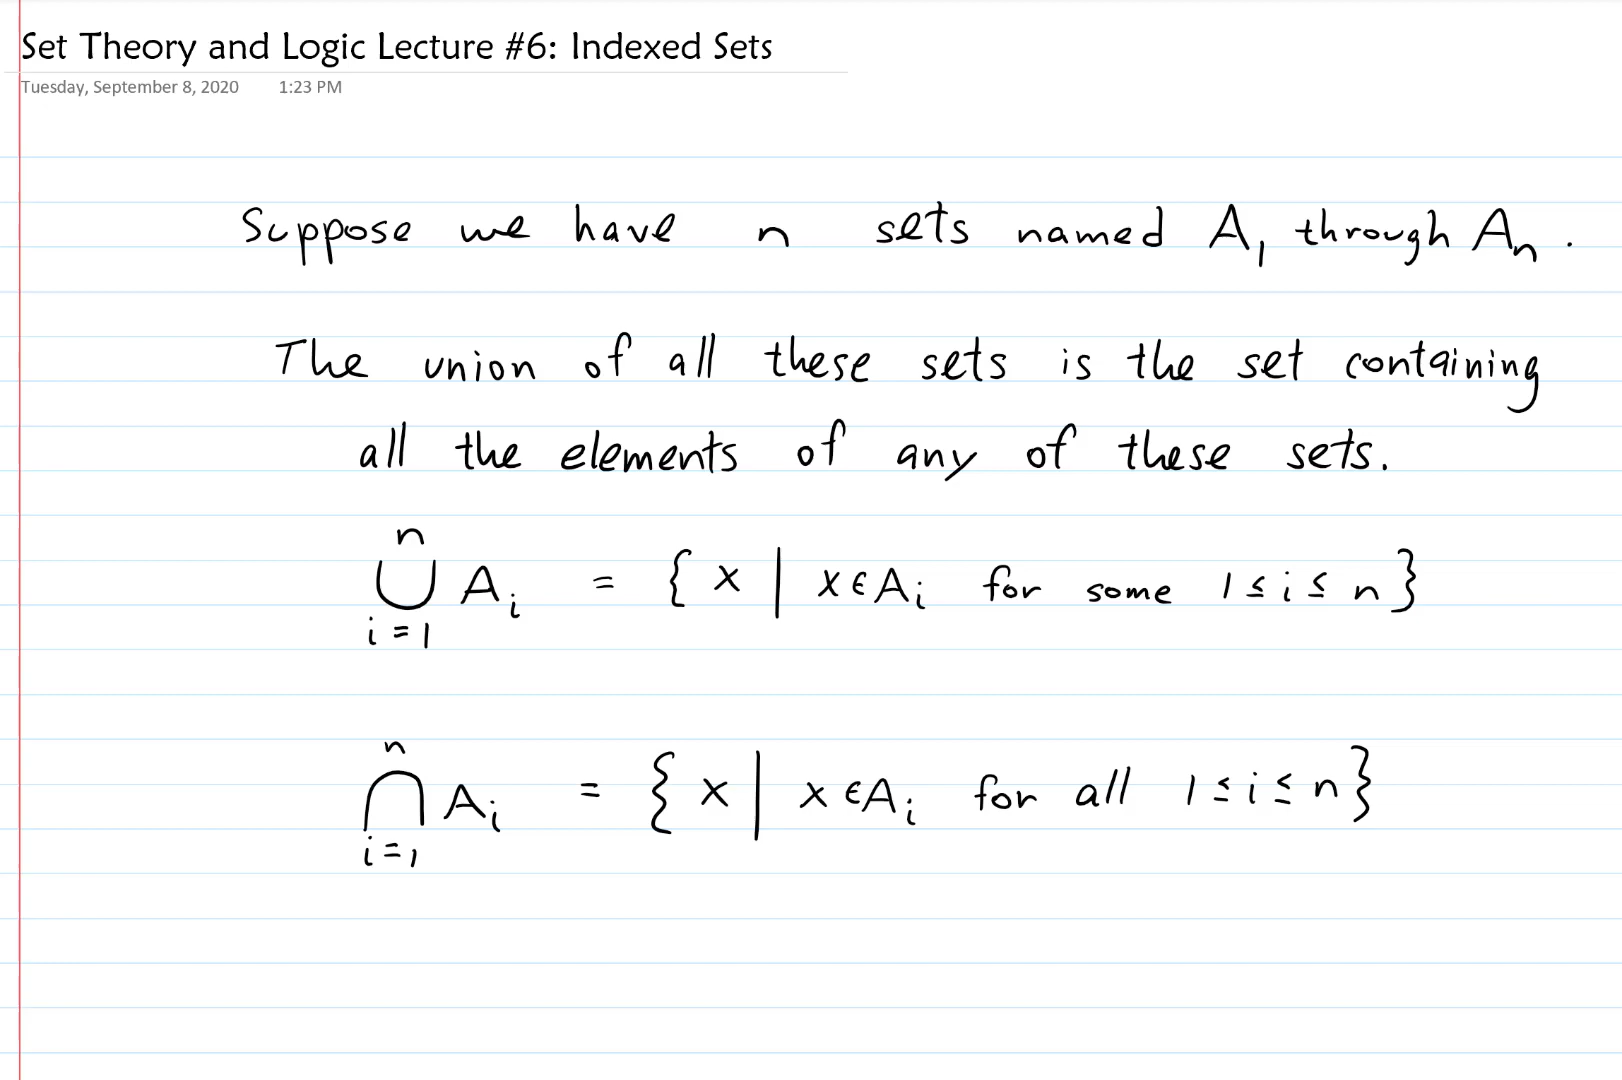 Set Theory and Logic Lecture #6: Indexed Sets
Tuesday, September 8, 2020 1:23 PM
Suppose we have n sets named A₁ through Aₙ.
The union of all these sets is the set containing
all the elements of any of these sets.
n
⋃ Aᵢ = { x | x ∈ Aᵢ for some 1 ≤ i ≤ n }
i = 1
n
⋂ Aᵢ = { x | x ∈ Aᵢ for all 1 ≤ i ≤ n }
i = 1